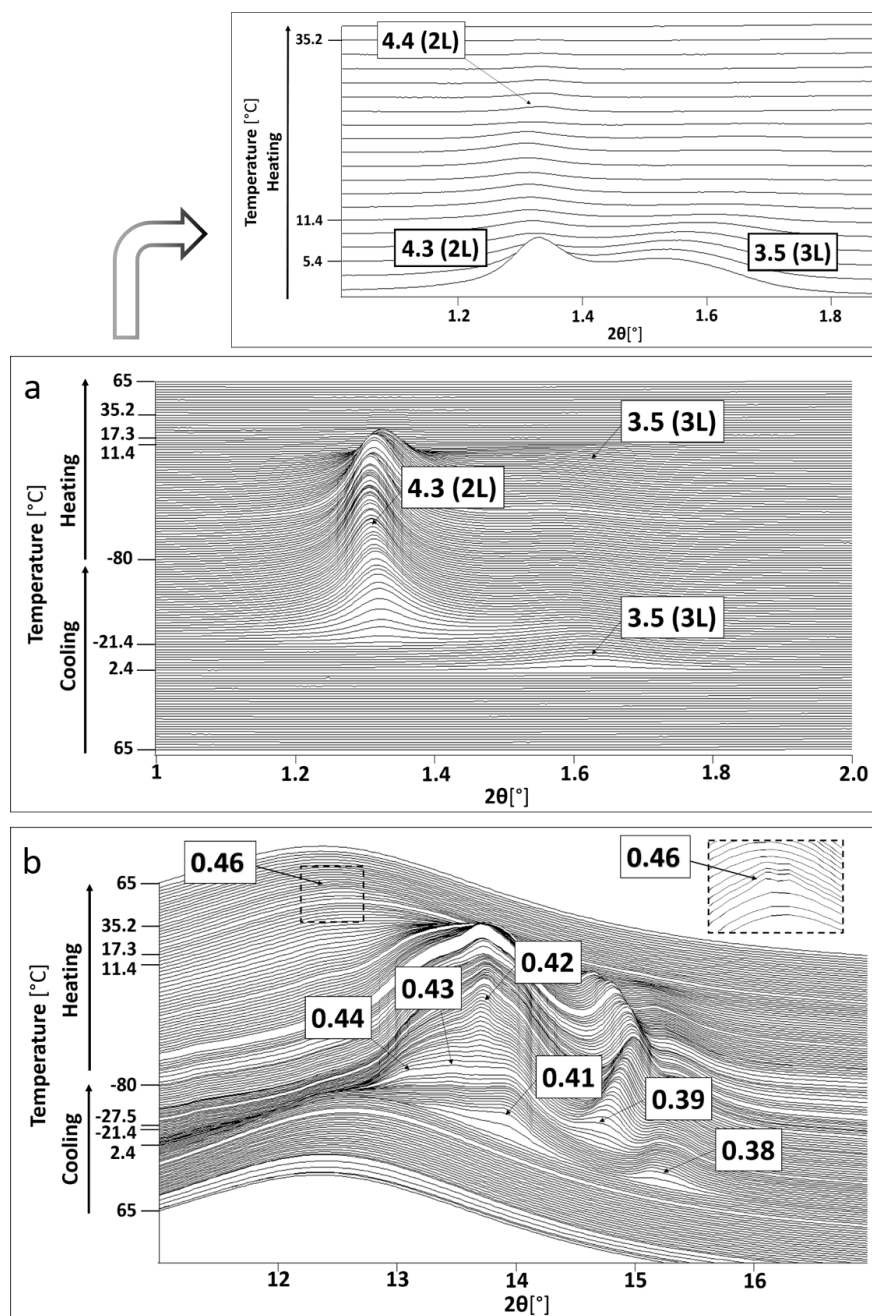 35.2
4.4 (2L)
Temperature [°C]
Heating
11.4
5.4
4.3 (2L)
3.5 (3L)
1.2
1.4
1.6
1.8
2θ[°]
a
65
35.2
17.3
11.4
-80
-21.4
2.4
65
Temperature [°C]
Heating
Cooling
3.5 (3L)
4.3 (2L)
3.5 (3L)
1
1.2
1.4
1.6
1.8
2.0
2θ[°]
b
65
35.2
17.3
11.4
-80
-27.5
-21.4
2.4
65
Temperature [°C]
Heating
Cooling
0.46
0.46
0.42
0.43
0.44
0.41
0.39
0.38
12
13
14
15
16
2θ[°]